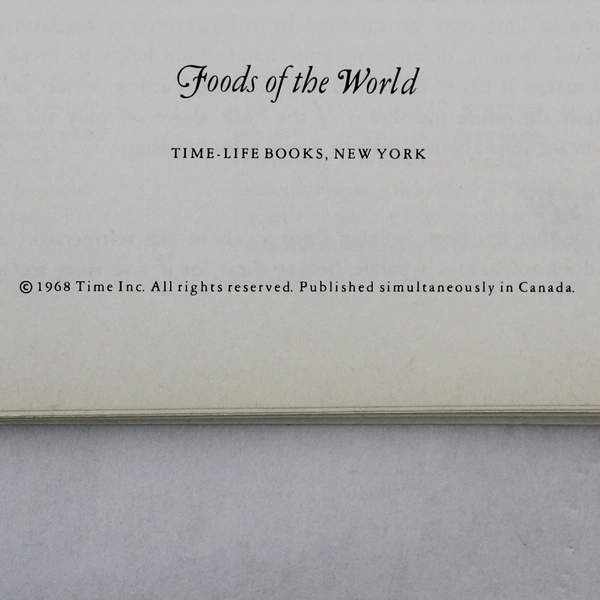 Foods of the World
TIME-LIFE BOOKS, NEW YORK
© 1968 Time Inc. All rights reserved. Published simultaneously in Canada.